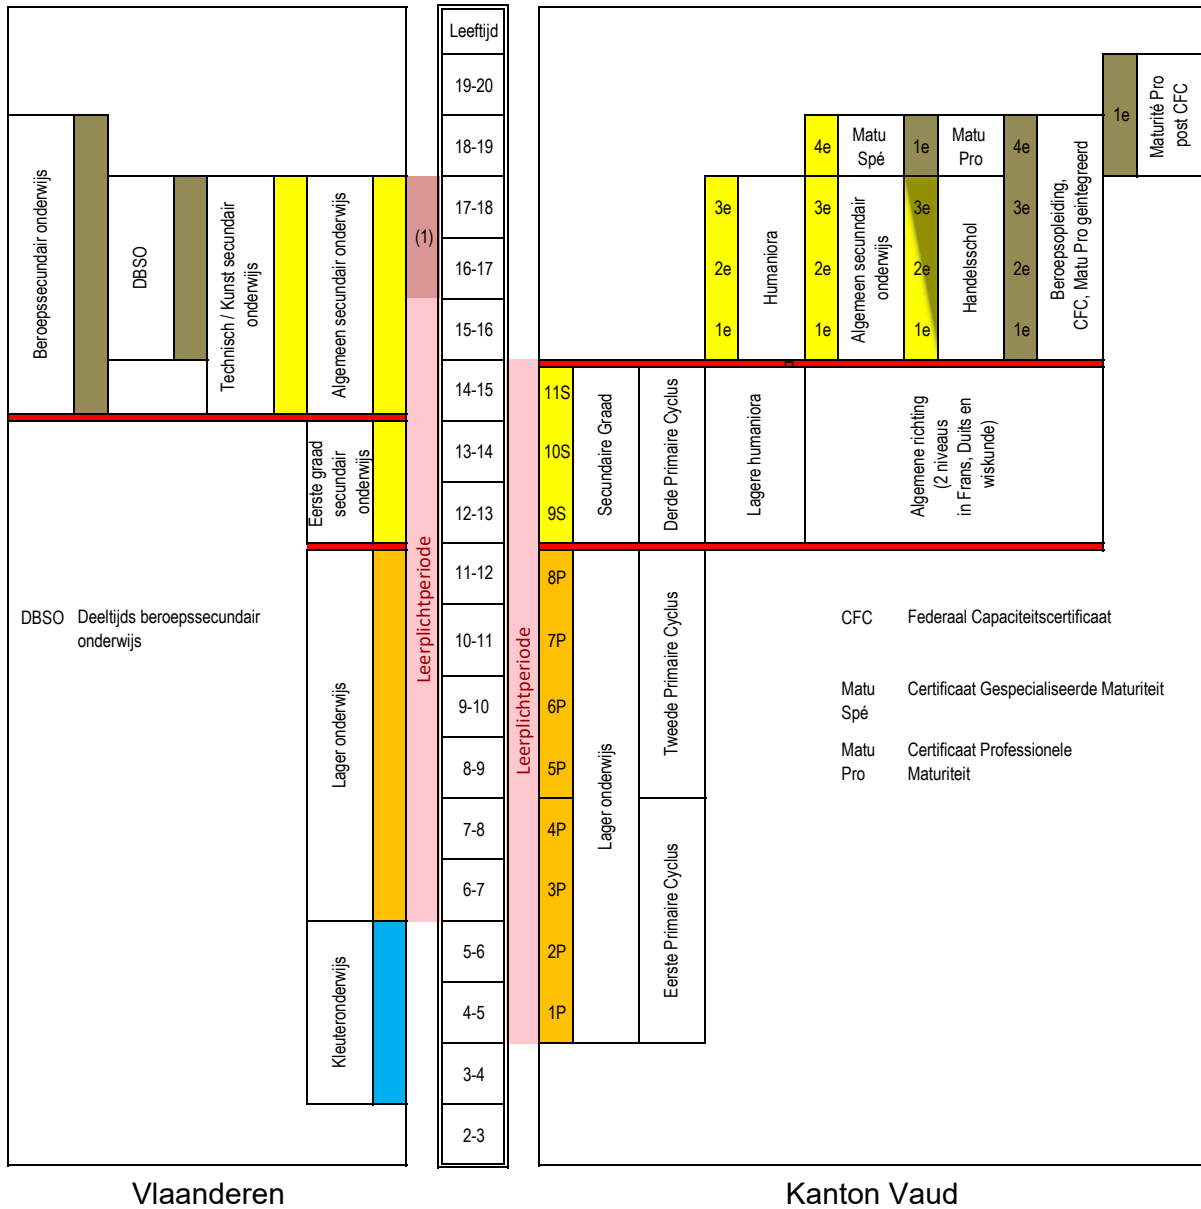 Leeftijd
19-20
18-19
17-18
16-17
15-16
14-15
13-14
12-13
11-12
10-11
9-10
8-9
7-8
6-7
5-6
4-5
3-4
2-3
Beroepssecundair onderwijs
DBSO
Technisch / Kunst secundair
onderwijs
Algemeen secundair onderwijs
(1)
Eerste graad
secundair
onderwijs
Lager onderwijs
Kleuteronderwijs
Leerplichtperiode
DBSO Deeltijds beroepssecundair
onderwijs
Vlaanderen
Leerplichtperiode
1e
Maturité Pro
post CFC
4e
Matu
Spé
1e
Matu
Pro
4e
3e
2e
1e
Humaniora
3e
2e
1e
Algemeen secunndair
onderwijs
3e
2e
1e
Handelsschol
3e
2e
1e
Beroepsopleiding,
CFC, Matu Pro geintegreerd
11S
10S
9S
Secundaire Graad
Derde Primaire Cyclus
Lagere humaniora
Algemene richting
(2 niveaus
in Frans, Duits en
wiskunde)
8P
7P
6P
5P
4P
3P
2P
1P
Lager onderwijs
Tweede Primaire Cyclus
Eerste Primaire Cyclus
CFC Federaal Capaciteitscertificaat
Matu Certificaat Gespecialiseerde Maturiteit
Spé
Matu Certificaat Professionele
Pro Maturiteit
Kanton Vaud